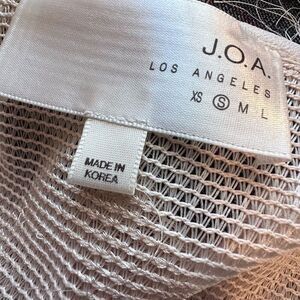 J.O.A.
LOS ANGELES
XS S M L
MADE IN
KOREA